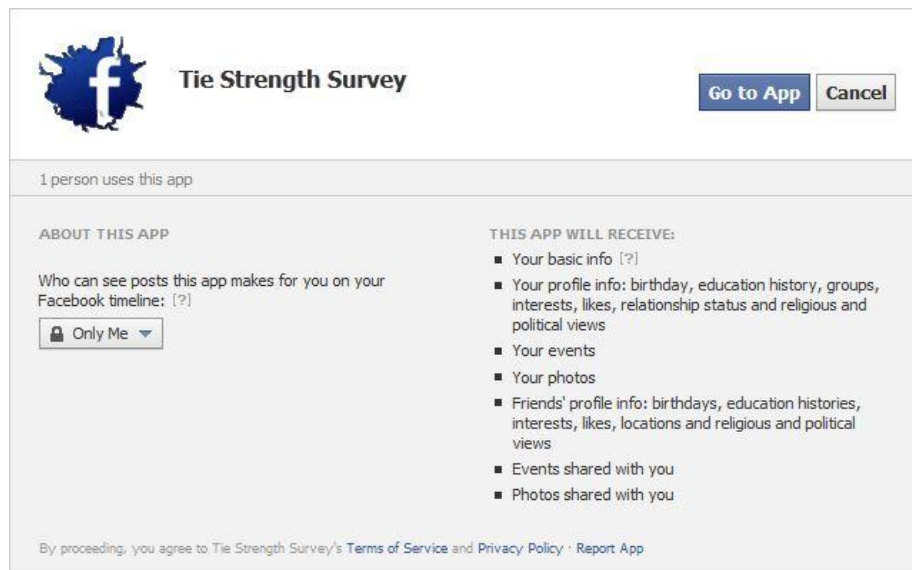 f
Tie Strength Survey
Go to App
Cancel
1 person uses this app
ABOUT THIS APP
Who can see posts this app makes for you on your
Facebook timeline: [?]
Only Me
THIS APP WILL RECEIVE:
Your basic info [?]
Your profile info: birthday, education history, groups,
interests, likes, relationship status and religious and
political views
Your events
Your photos
Friends' profile info: birthdays, education histories,
interests, likes, locations and religious and political
views
Events shared with you
Photos shared with you
By proceeding, you agree to Tie Strength Survey's Terms of Service and Privacy Policy · Report App